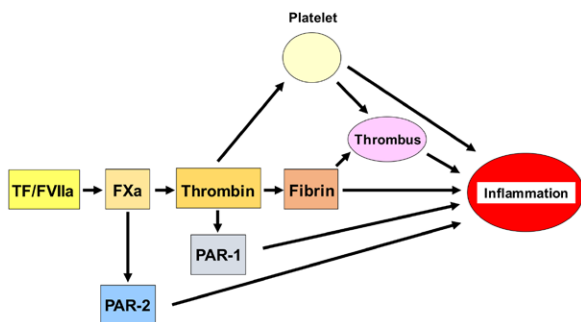 Platelet
Thrombus
TF/FVIIa
FXa
Thrombin
Fibrin
Inflammation
PAR-1
PAR-2